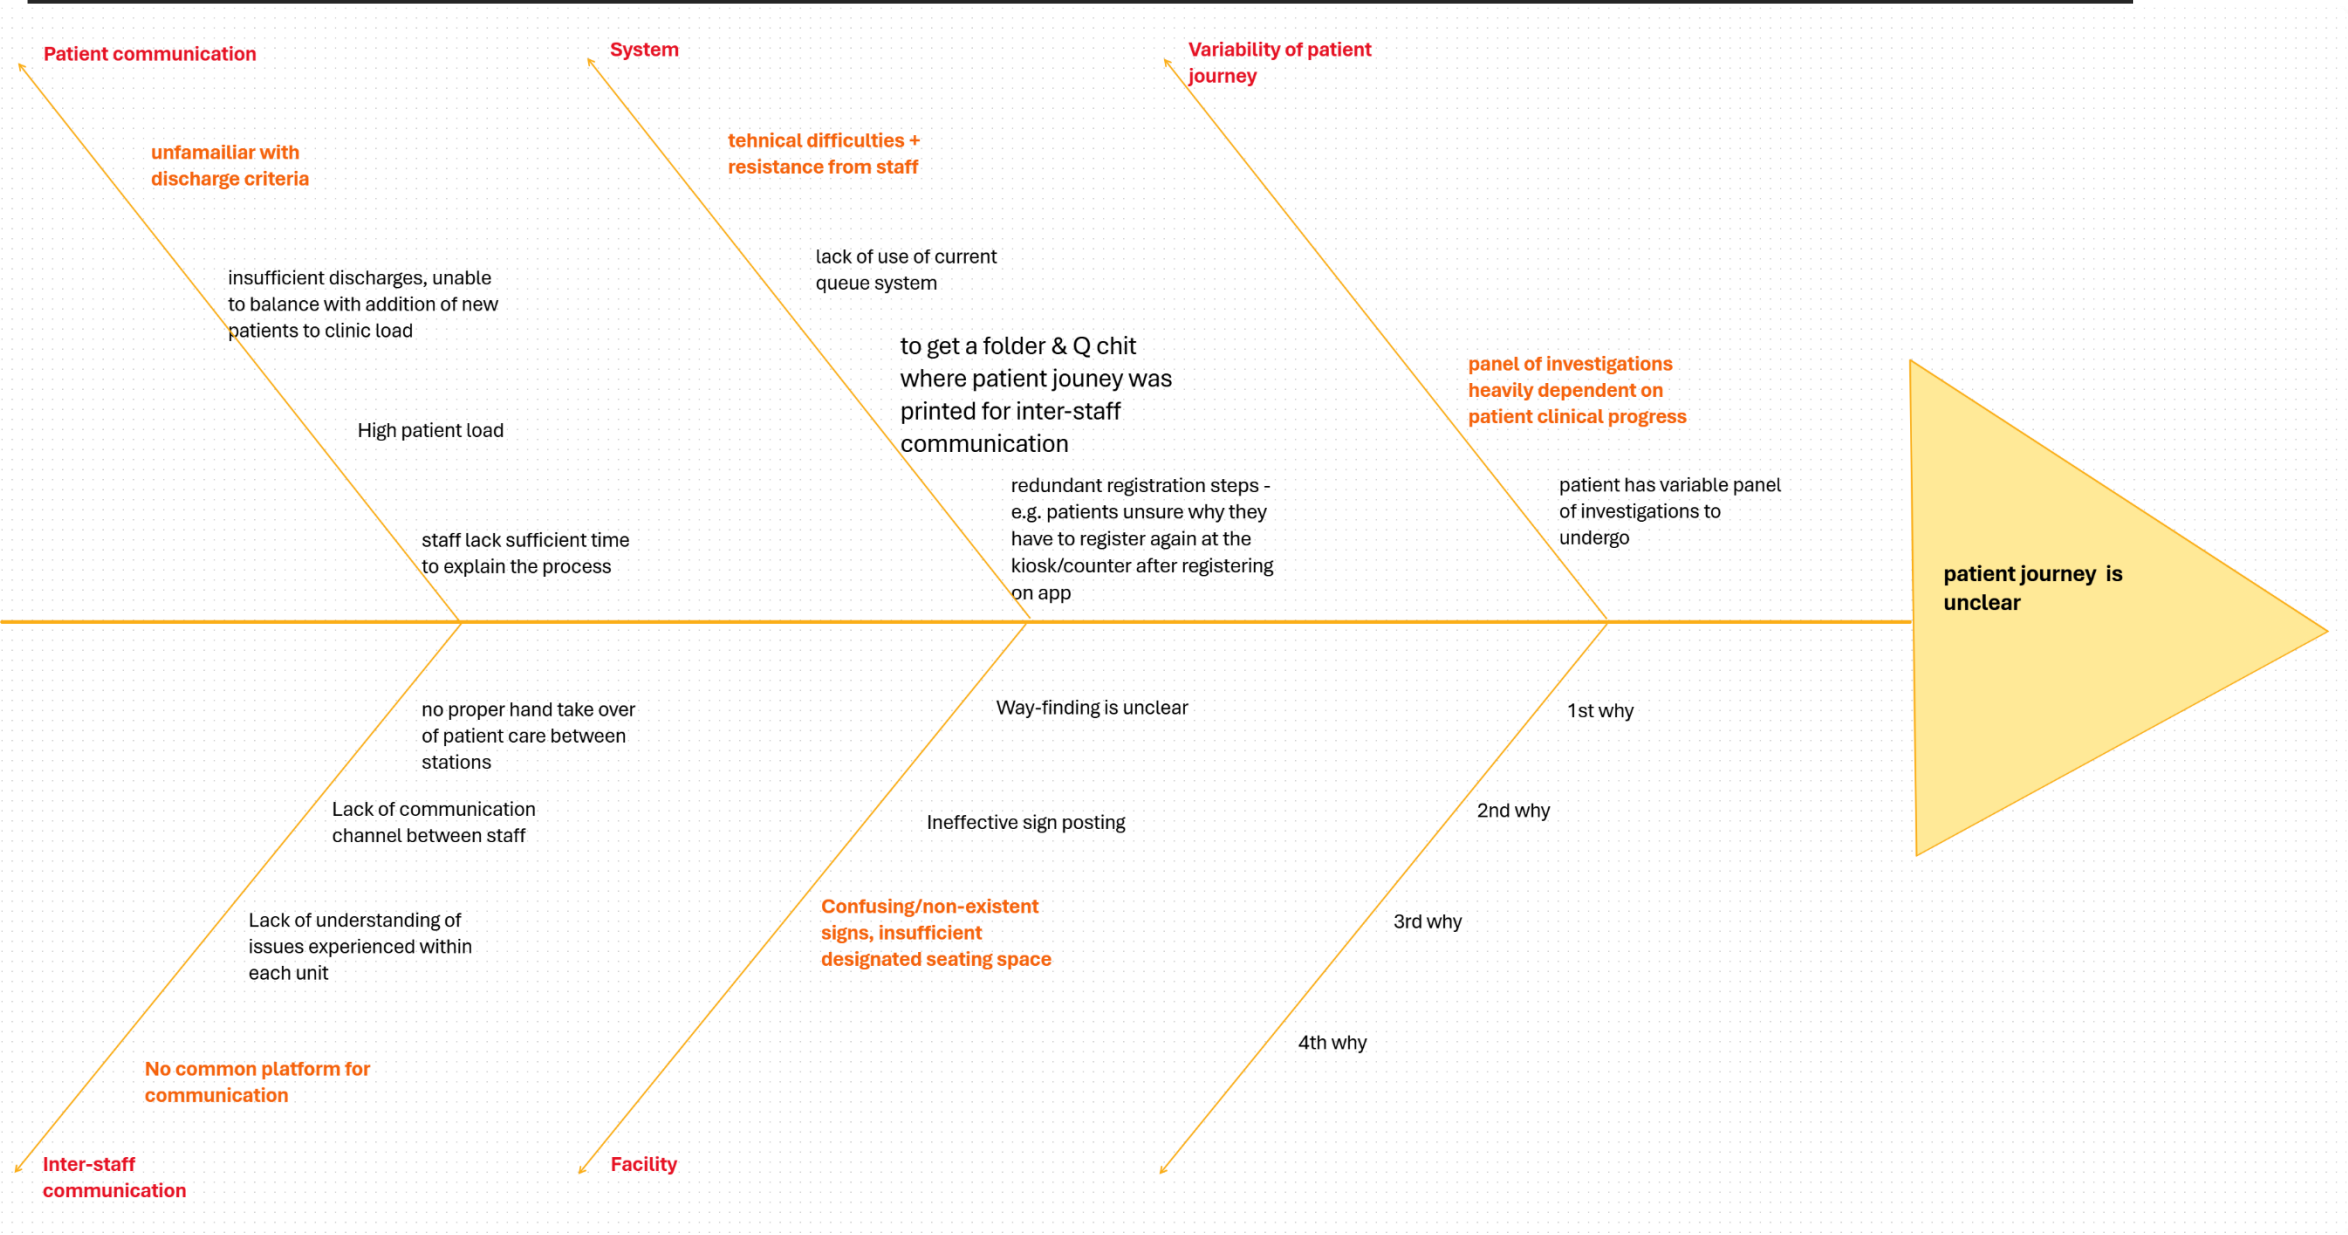 Patient communication
unfamailiar with
discharge criteria
insufficient discharges, unable
to balance with addition of new
patients to clinic load
High patient load
staff lack sufficient time
to explain the process
System
tehnical difficulties +
resistance from staff
lack of use of current
queue system
to get a folder & Q chit
where patient jouney was
printed for inter-staff
communication
redundant registration steps -
e.g. patients unsure why they
have to register again at the
kiosk/counter after registering
on app
Variability of patient
journey
panel of investigations
heavily dependent on
patient clinical progress
patient has variable panel
of investigations to
undergo
patient journey  is
unclear
no proper hand take over
of patient care between
stations
Lack of communication
channel between staff
Lack of understanding of
issues experienced within
each unit
No common platform for
communication
Inter-staff
communication
Way-finding is unclear
Ineffective sign posting
Confusing/non-existent
signs, insufficient
designated seating space
Facility
1st why
2nd why
3rd why
4th why